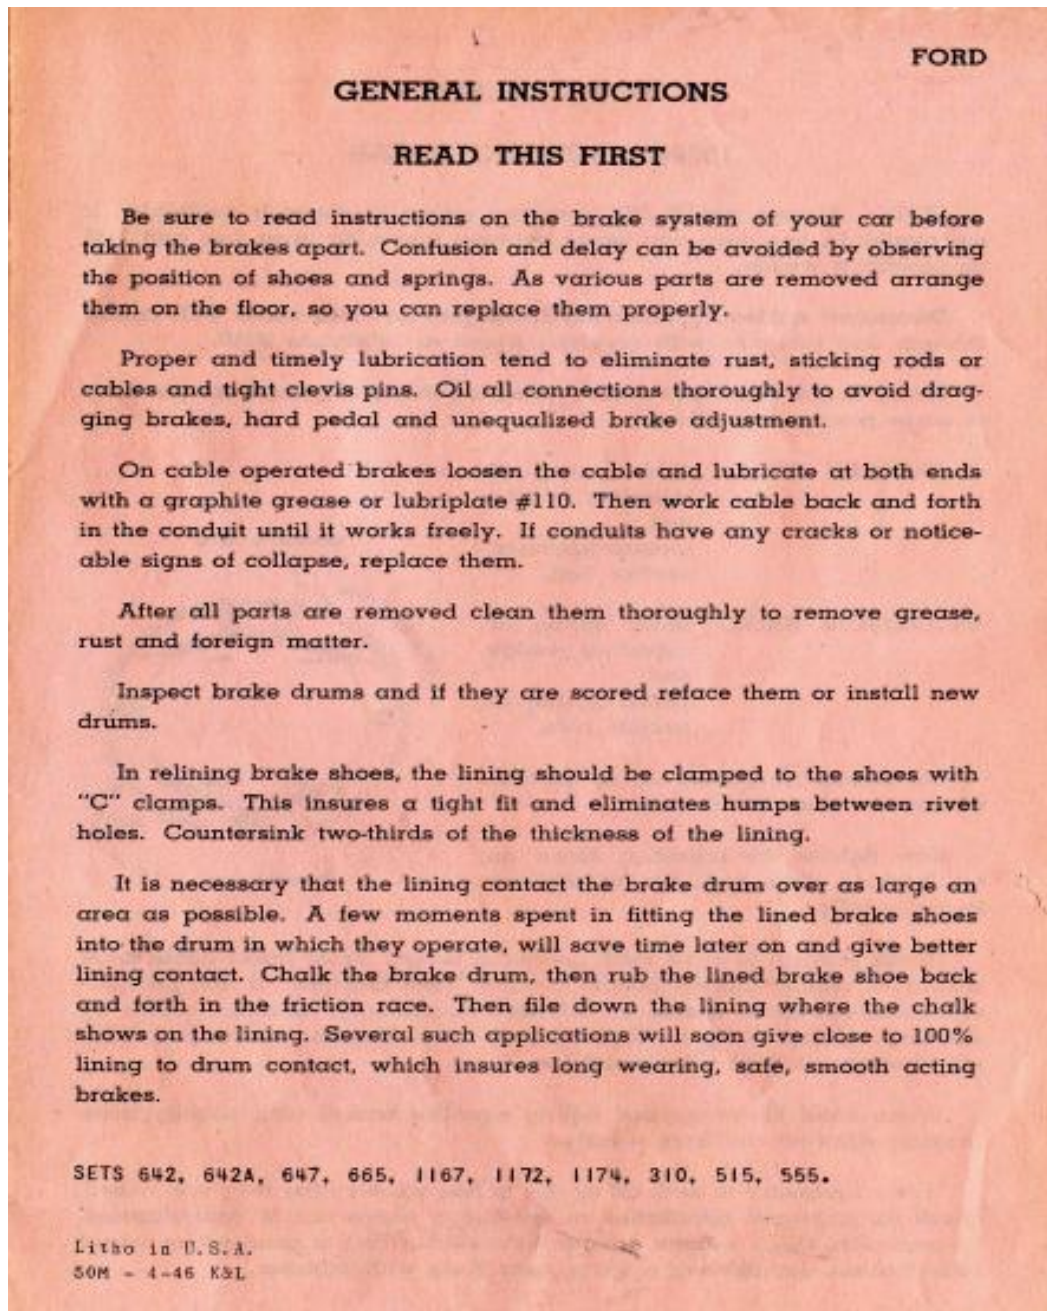 FORD
GENERAL INSTRUCTIONS
READ THIS FIRST
Be sure to read instructions on the brake system of your car before
taking the brakes apart. Confusion and delay can be avoided by observing
the position of shoes and springs. As various parts are removed arrange
them on the floor, so you can replace them properly.
Proper and timely lubrication tend to eliminate rust, sticking rods or
cables and tight clevis pins. Oil all connections thoroughly to avoid drag-
ging brakes, hard pedal and unequalized brake adjustment.
On cable operated brakes loosen the cable and lubricate at both ends
with a graphite grease or lubriplate #110. Then work cable back and forth
in the conduit until it works freely. If conduits have any cracks or notice-
able signs of collapse, replace them.
After all parts are removed clean them thoroughly to remove grease,
rust and foreign matter.
Inspect brake drums and if they are scored reface them or install new
drums.
In relining brake shoes, the lining should be clamped to the shoes with
"C" clamps. This insures a tight fit and eliminates humps between rivet
holes. Countersink two-thirds of the thickness of the lining.
It is necessary that the lining contact the brake drum over as large an
area as possible. A few moments spent in fitting the lined brake shoes
into the drum in which they operate, will save time later on and give better
lining contact. Chalk the brake drum, then rub the lined brake shoe back
and forth in the friction race. Then file down the lining where the chalk
shows on the lining. Several such applications will soon give close to 100%
lining to drum contact, which insures long wearing, safe, smooth acting
brakes.
SETS 642, 642A, 647, 665, 1167, 1172, 1174, 310, 515, 555.
Litho in U.S.A.
50M - 4-46 K&L